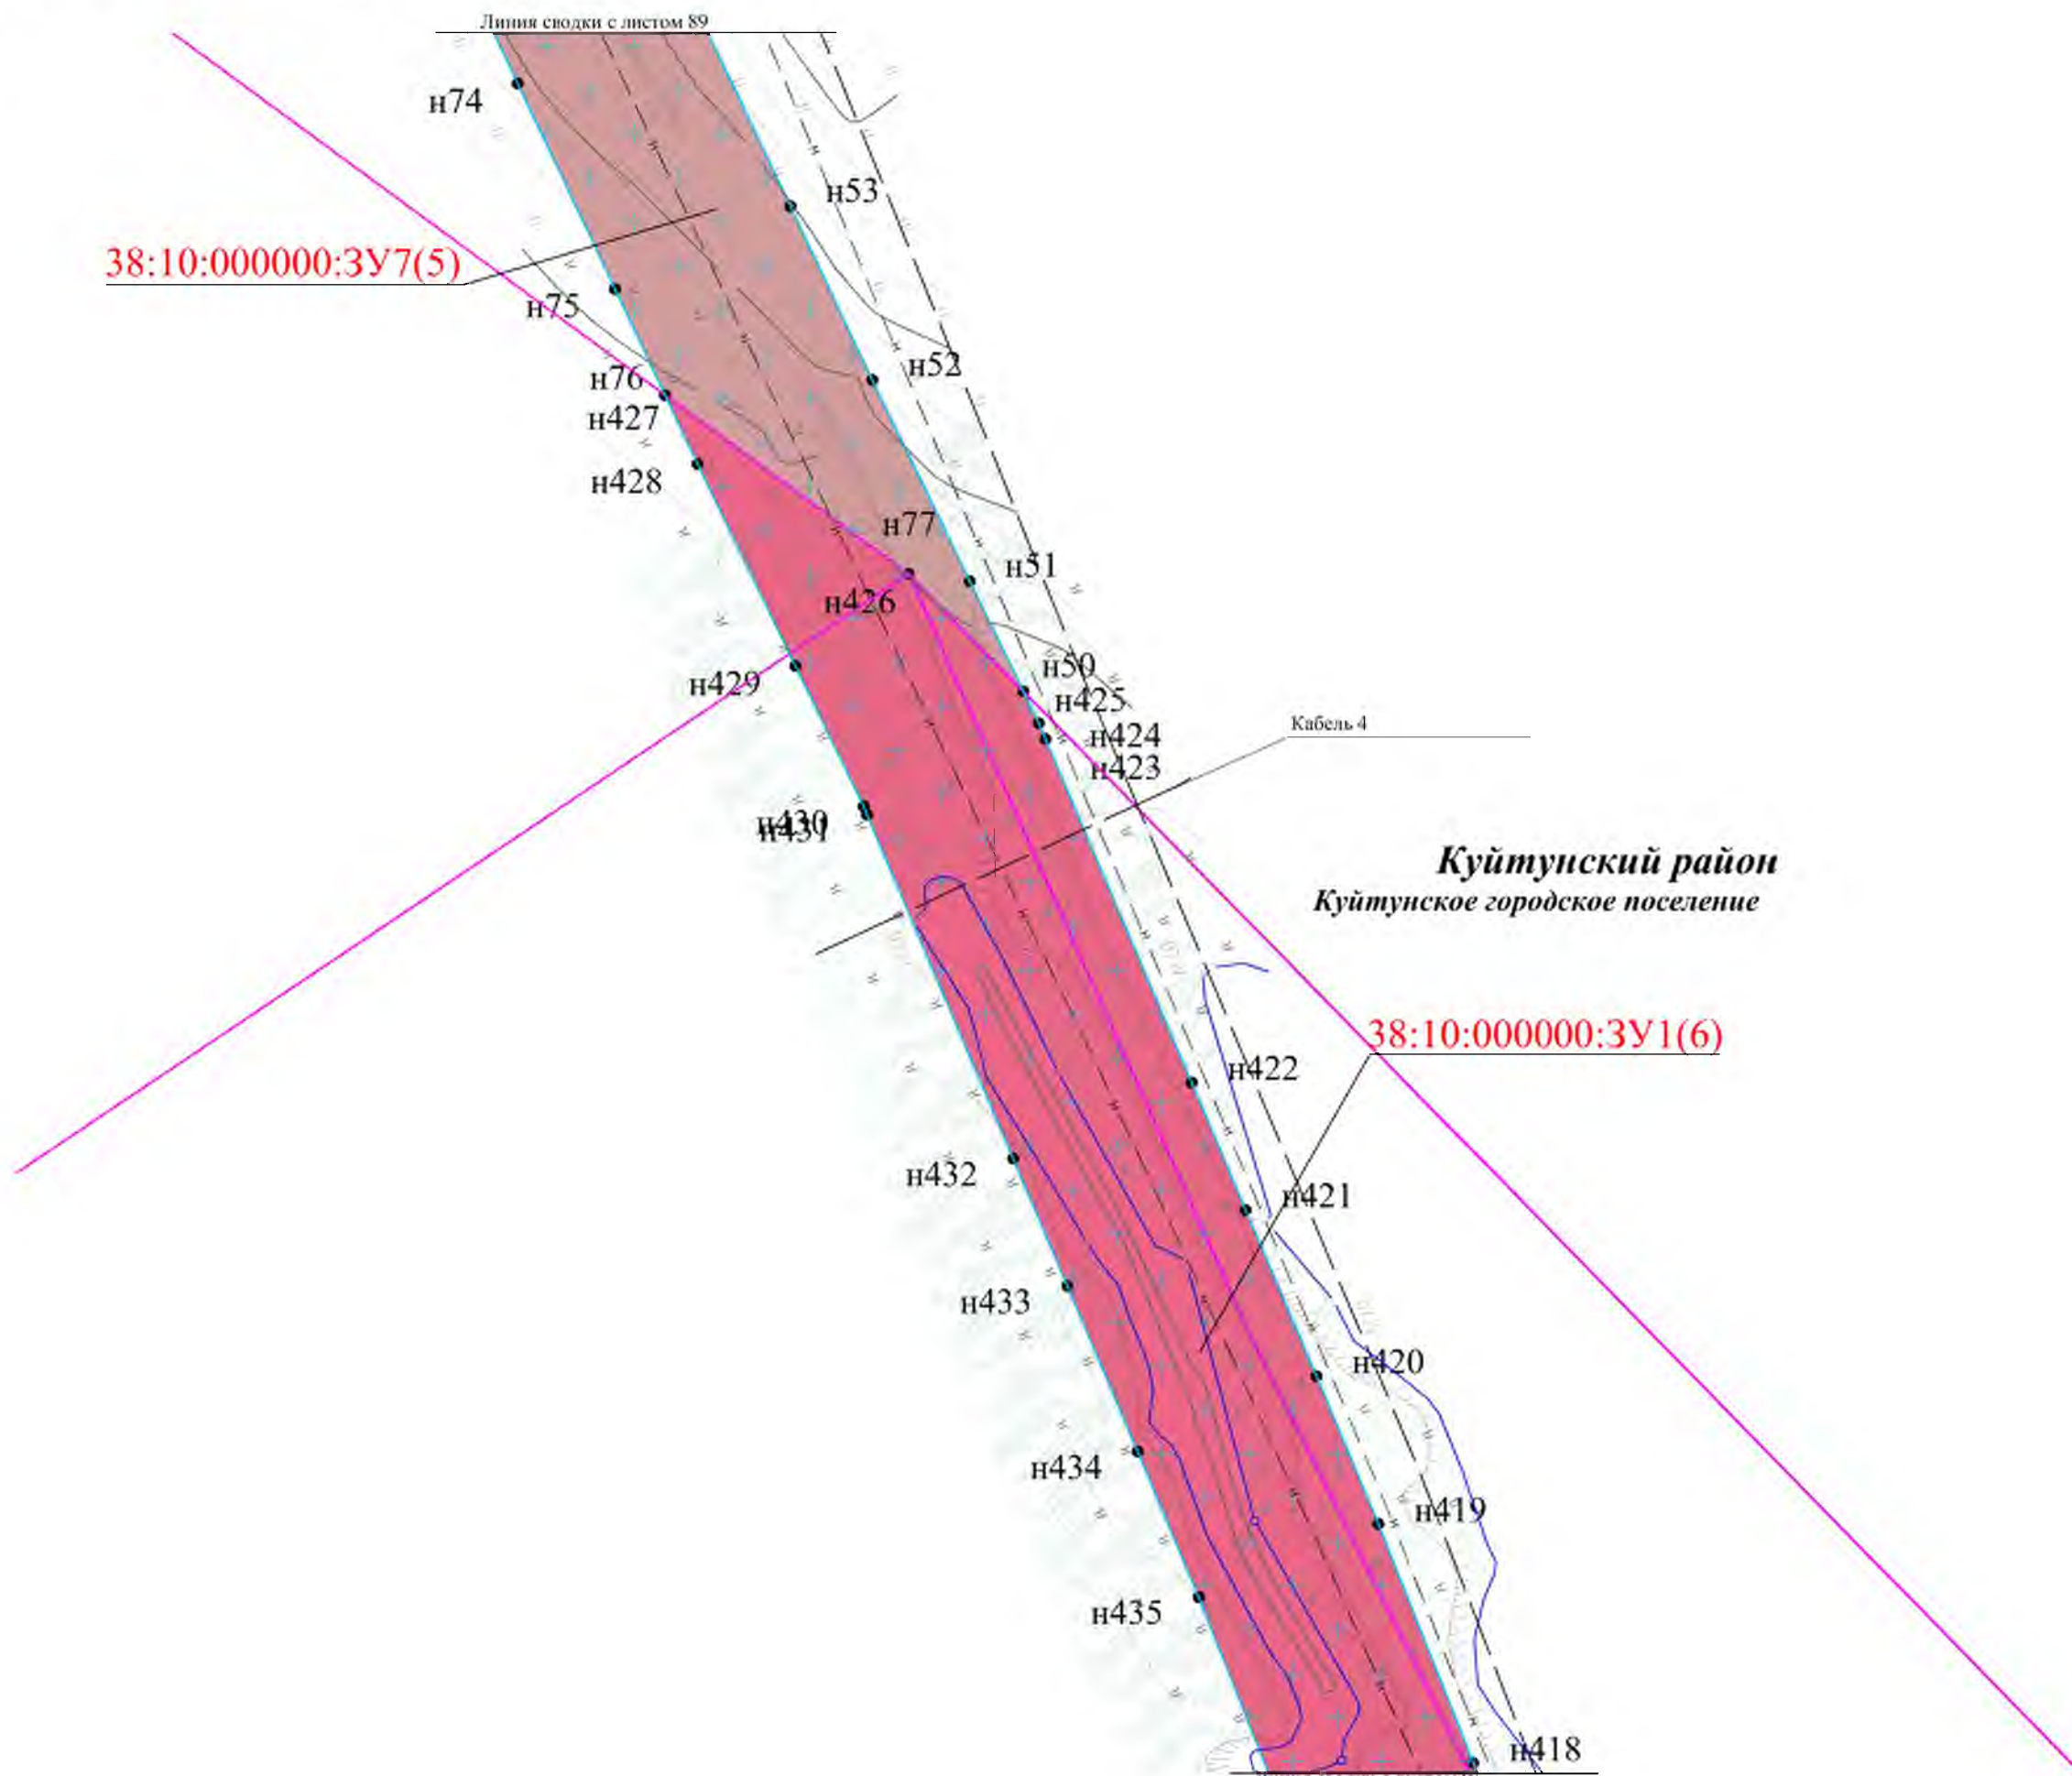 Линия сводки с листом 89
н74
н53
38:10:000000:ЗУ7(5)
н75
н52
н76
н427
н428
н77
н51
н426
н50
н429
н425
Кабель 4
н424
н423
н430
н431
Куйтунский район
Куйтунское городское поселение
38:10:000000:ЗУ1(6)
н422
н432
н421
н433
н420
н434
н419
н435
н418